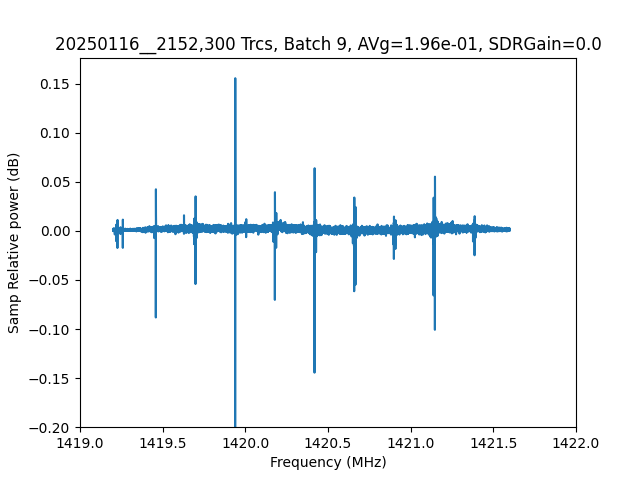 20250116__2152,300 Trcs, Batch 9, AVg=1.96e-01, SDRGain=0.0
0.15
0.10
0.05
0.00
−0.05
−0.10
−0.15
−0.20
Samp Relative power (dB)
1419.0 1419.5 1420.0 1420.5 1421.0 1421.5 1422.0
Frequency (MHz)